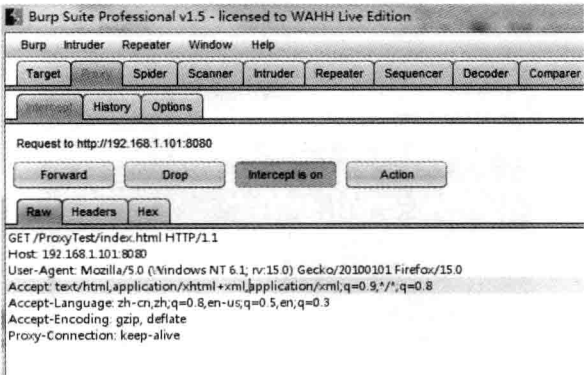 Burp Suite Professional v1.5 - licensed to WAHH Live Edition
Burp Intruder Repeater Window Help
Target Proxy Spider Scanner Intruder Repeater Sequencer Decoder Comparer
Intercept History Options
Request to http://192.168.1.101:8080
Forward Drop Intercept is on Action
Raw Headers Hex
GET /ProxyTest/index.html HTTP/1.1
Host: 192.168.1.101:8080
User-Agent: Mozilla/5.0 (Windows NT 6.1; rv:15.0) Gecko/20100101 Firefox/15.0
Accept: text/html,application/xhtml+xml,application/xml;q=0.9,*/*;q=0.8
Accept-Language: zh-cn,zh;q=0.8,en-us;q=0.5,en;q=0.3
Accept-Encoding: gzip, deflate
Proxy-Connection: keep-alive